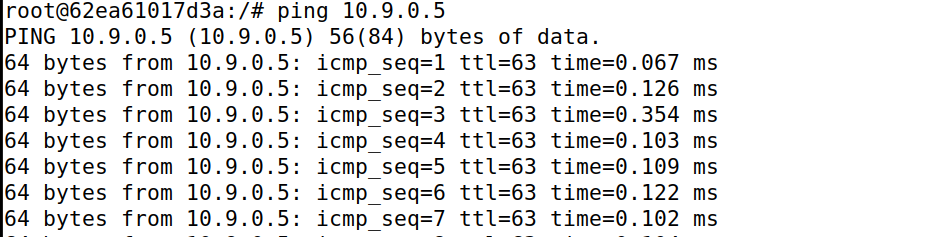 root@62ea61017d3a:/# ping 10.9.0.5
PING 10.9.0.5 (10.9.0.5) 56(84) bytes of data.
64 bytes from 10.9.0.5: icmp_seq=1 ttl=63 time=0.067 ms
64 bytes from 10.9.0.5: icmp_seq=2 ttl=63 time=0.126 ms
64 bytes from 10.9.0.5: icmp_seq=3 ttl=63 time=0.354 ms
64 bytes from 10.9.0.5: icmp_seq=4 ttl=63 time=0.103 ms
64 bytes from 10.9.0.5: icmp_seq=5 ttl=63 time=0.109 ms
64 bytes from 10.9.0.5: icmp_seq=6 ttl=63 time=0.122 ms
64 bytes from 10.9.0.5: icmp_seq=7 ttl=63 time=0.102 ms